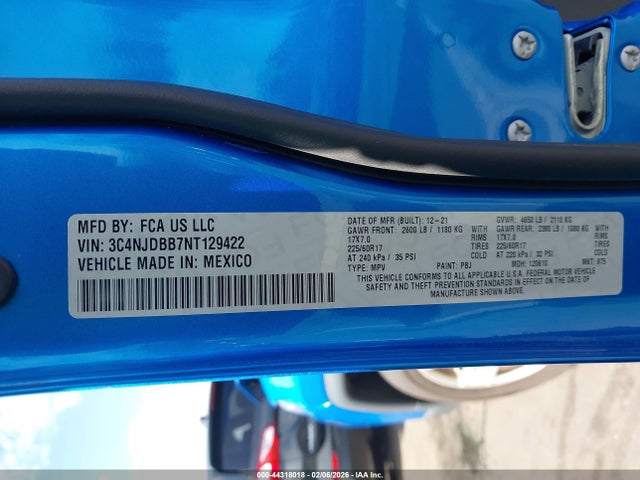 MFD BY: FCA US LLC
VIN: 3C4NJDBB7NT129422
VEHICLE MADE IN: MEXICO
DATE OF MFR (BUILT): 12-21
GVWR: 4650 LB / 2110 KG
GAWR FRONT: 2600 LB / 1180 KG WITH
GAWR REAR: 2380 LB / 1080 KG WITH
17X7.0 RIMS
17X7.0 RIMS
225/60R17 TIRES
225/60R17 TIRES
AT 240 kPa / 35 PSI COLD
AT 220 kPa / 32 PSI COLD
TYPE: MPV PAINT: PBJ MDH: 120610 MKT: 875
THIS VEHICLE CONFORMS TO ALL APPLICABLE U.S. FEDERAL MOTOR VEHICLE
SAFETY AND THEFT PREVENTION STANDARDS IN EFFECT ON THE DATE OF
MANUFACTURE SHOWN ABOVE.
000-44318018 - 02/06/2026 - IAA Inc.